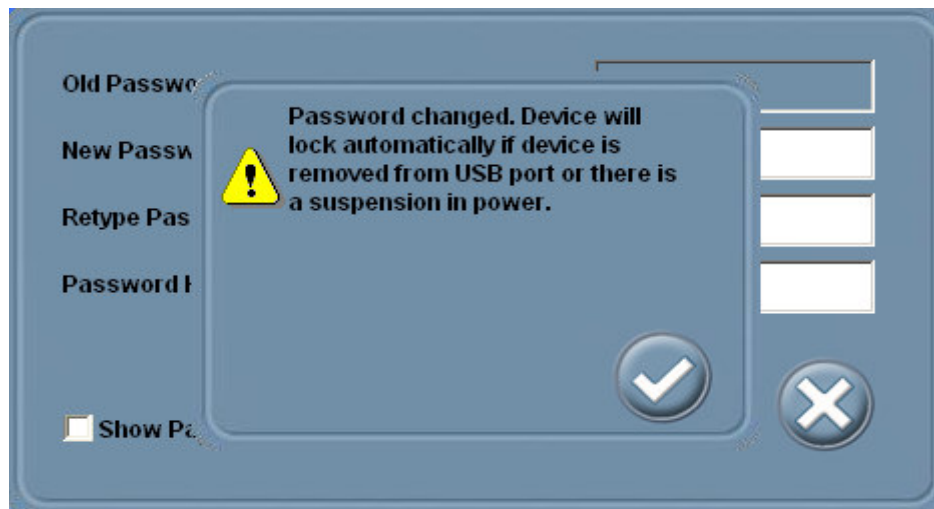 Old Passwo
New Passw
Retype Pas
Password
Show Pa
Password changed. Device will
lock automatically if device is
removed from USB port or there is
a suspension in power.